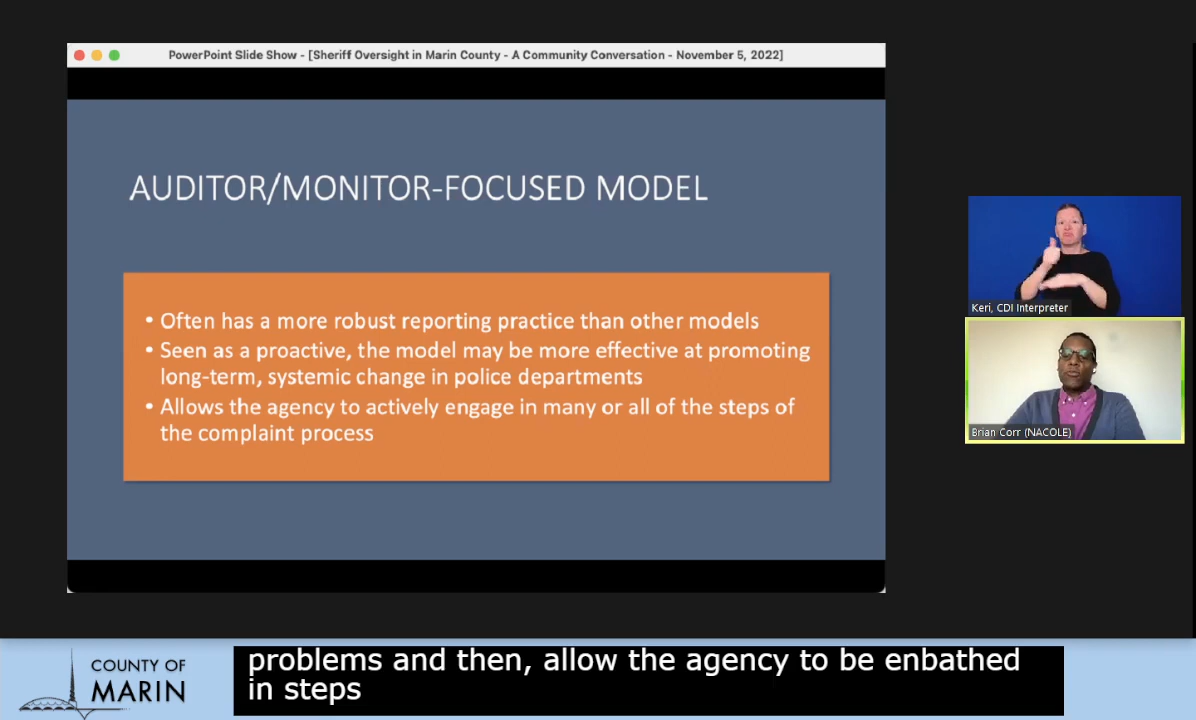 PowerPoint Slide Show - [Sheriff Oversight in Marin County - A Community Conversation - November 5, 2022]
AUDITOR/MONITOR-FOCUSED MODEL
• Often has a more robust reporting practice than other models
• Seen as a proactive, the model may be more effective at promoting
long-term, systemic change in police departments
• Allows the agency to actively engage in many or all of the steps of
the complaint process
Keri, CDI Interpreter
Brian Corr (NACOLE)
COUNTY OF
MARIN
problems and then, allow the agency to be enbathed
in steps